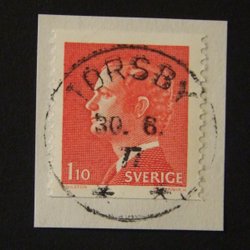 TORSBY
30. 6.
77
1 10 SVERIGE